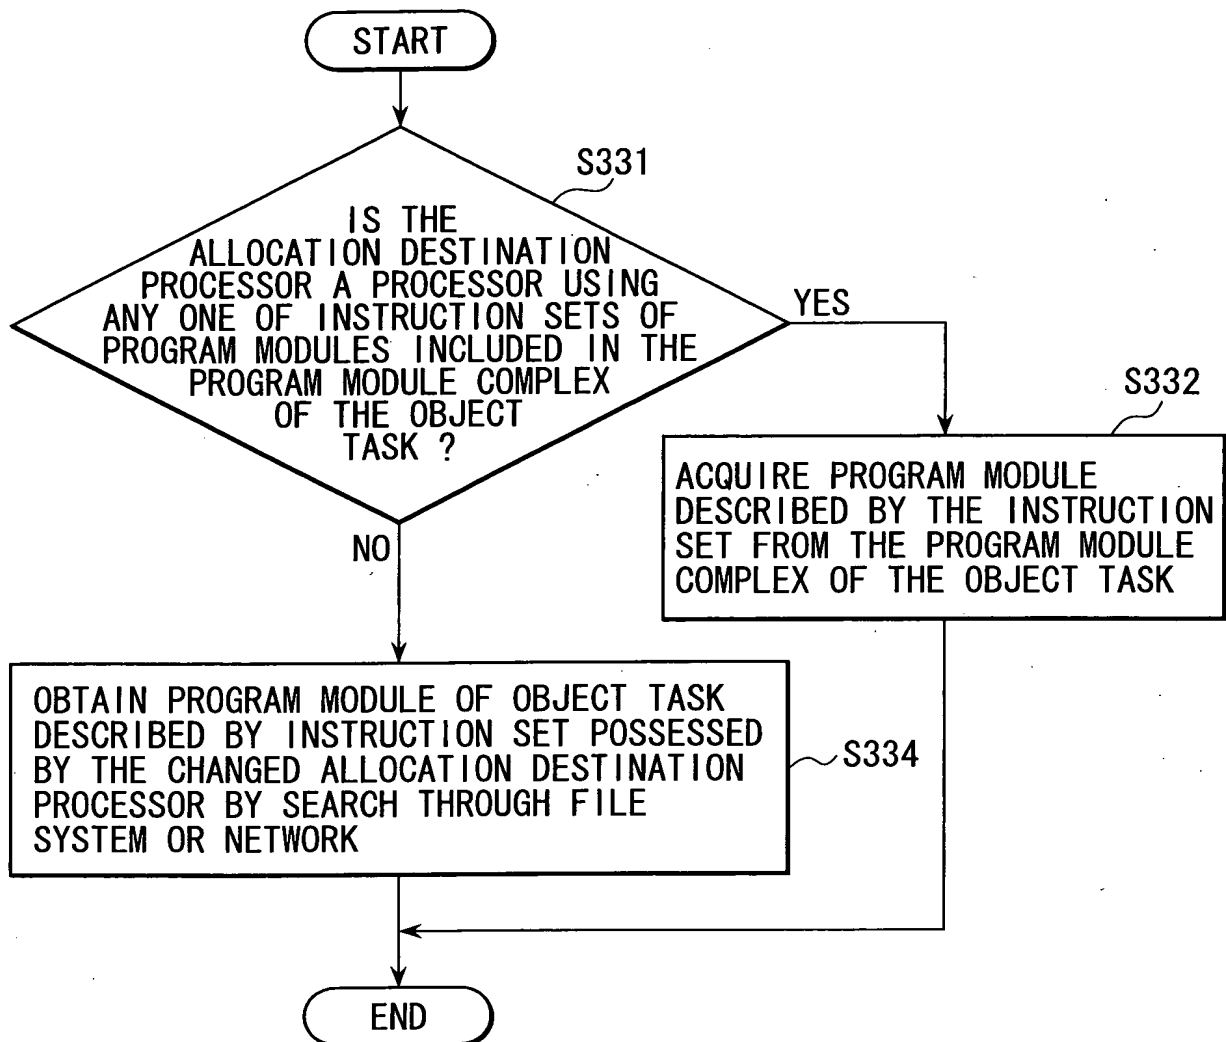 START
S331
IS THE
ALLOCATION DESTINATION
PROCESSOR A PROCESSOR USING
ANY ONE OF INSTRUCTION SETS OF
PROGRAM MODULES INCLUDED IN THE
PROGRAM MODULE COMPLEX
OF THE OBJECT
TASK ?
YES
S332
ACQUIRE PROGRAM MODULE
DESCRIBED BY THE INSTRUCTION
SET FROM THE PROGRAM MODULE
COMPLEX OF THE OBJECT TASK
NO
OBTAIN PROGRAM MODULE OF OBJECT TASK
DESCRIBED BY INSTRUCTION SET POSSESSED
BY THE CHANGED ALLOCATION DESTINATION
PROCESSOR BY SEARCH THROUGH FILE
SYSTEM OR NETWORK
S334
END